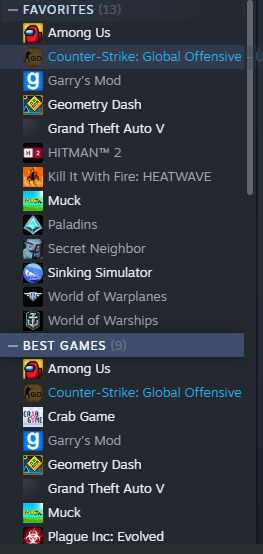 — FAVORITES (13)
Among Us
Counter-Strike: Global Offensive - U
Garry's Mod
Geometry Dash
Grand Theft Auto V
HITMAN™ 2
Kill It With Fire: HEATWAVE
Muck
Paladins
Secret Neighbor
Sinking Simulator
World of Warplanes
World of Warships
— BEST GAMES (9)
Among Us
Counter-Strike: Global Offensive
Crab Game
Garry's Mod
Geometry Dash
Grand Theft Auto V
Muck
Plague Inc: Evolved